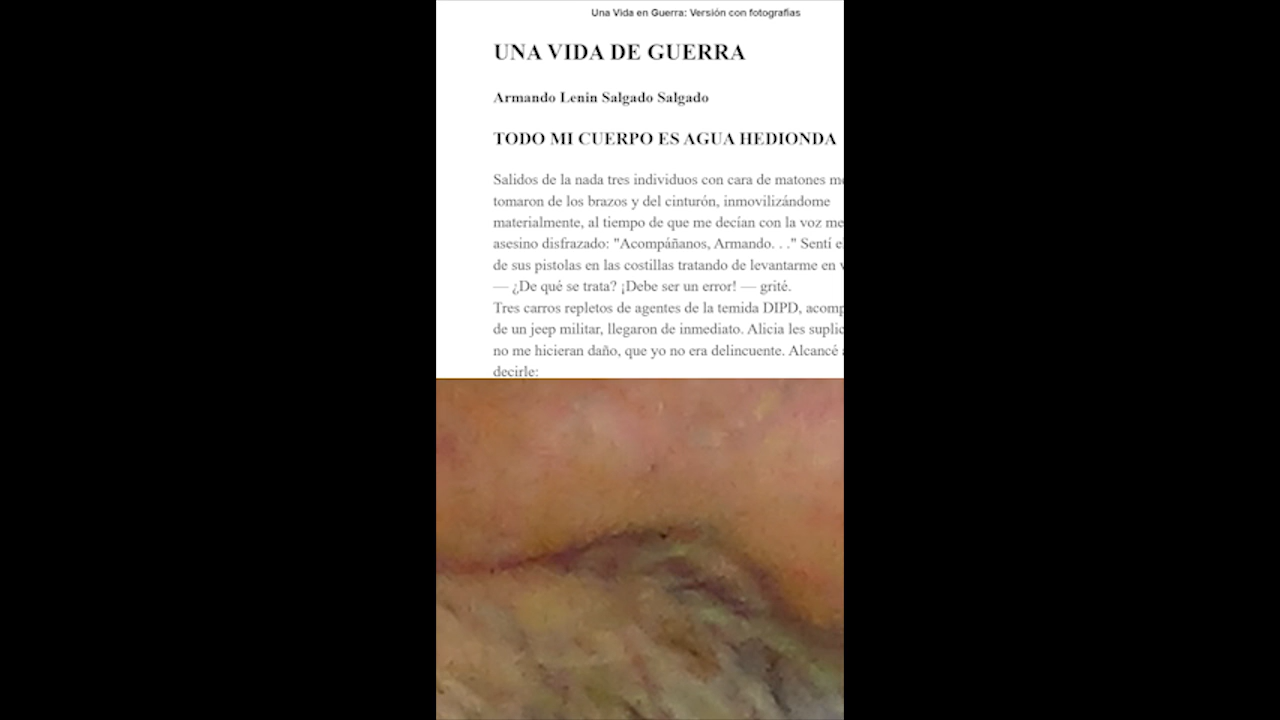 Una Vida en Guerra: Versión con fotografías
UNA VIDA DE GUERRA
Armando Lenin Salgado Salgado
TODO MI CUERPO ES AGUA HEDIONDA
Salidos de la nada tres individuos con cara de matones
tomaron de los brazos y del cinturón, inmovilizándome
materialmente, al tiempo de que me decían con la voz
asesino disfrazado: "Acompáñanos, Armando. . ." Sentí
de sus pistolas en las costillas tratando de levantarme en
— ¿De qué se trata? ¡Debe ser un error! — grité.
Tres carros repletos de agentes de la temida DIPD,
de un jeep militar, llegaron de inmediato. Alicia les
no me hicieran daño, que yo no era delincuente. Alcancé
decirle: